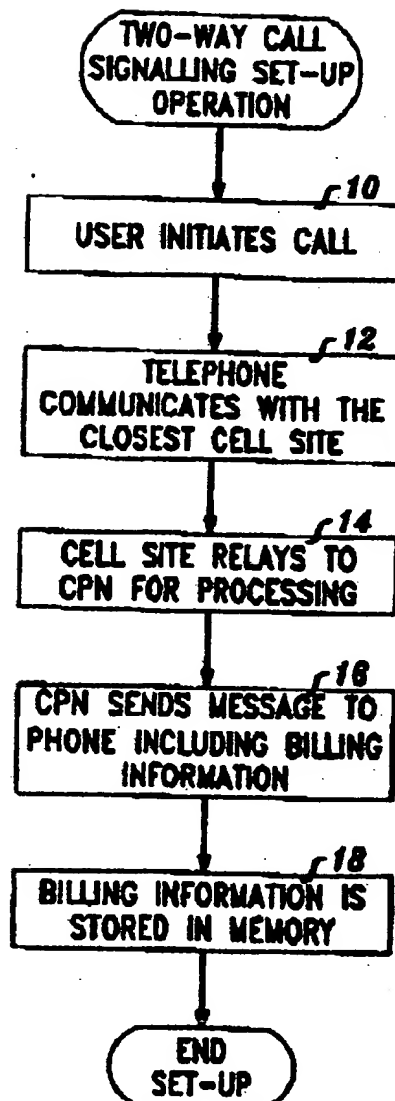 TWO-WAY CALL
SIGNALLING SET-UP
OPERATION
10
USER INITIATES CALL
12
TELEPHONE
COMMUNICATES WITH THE
CLOSEST CELL SITE
14
CELL SITE RELAYS TO
CPN FOR PROCESSING
16
CPN SENDS MESSAGE TO
PHONE INCLUDING BILLING
INFORMATION
18
BILLING INFORMATION IS
STORED IN MEMORY
END
SET-UP